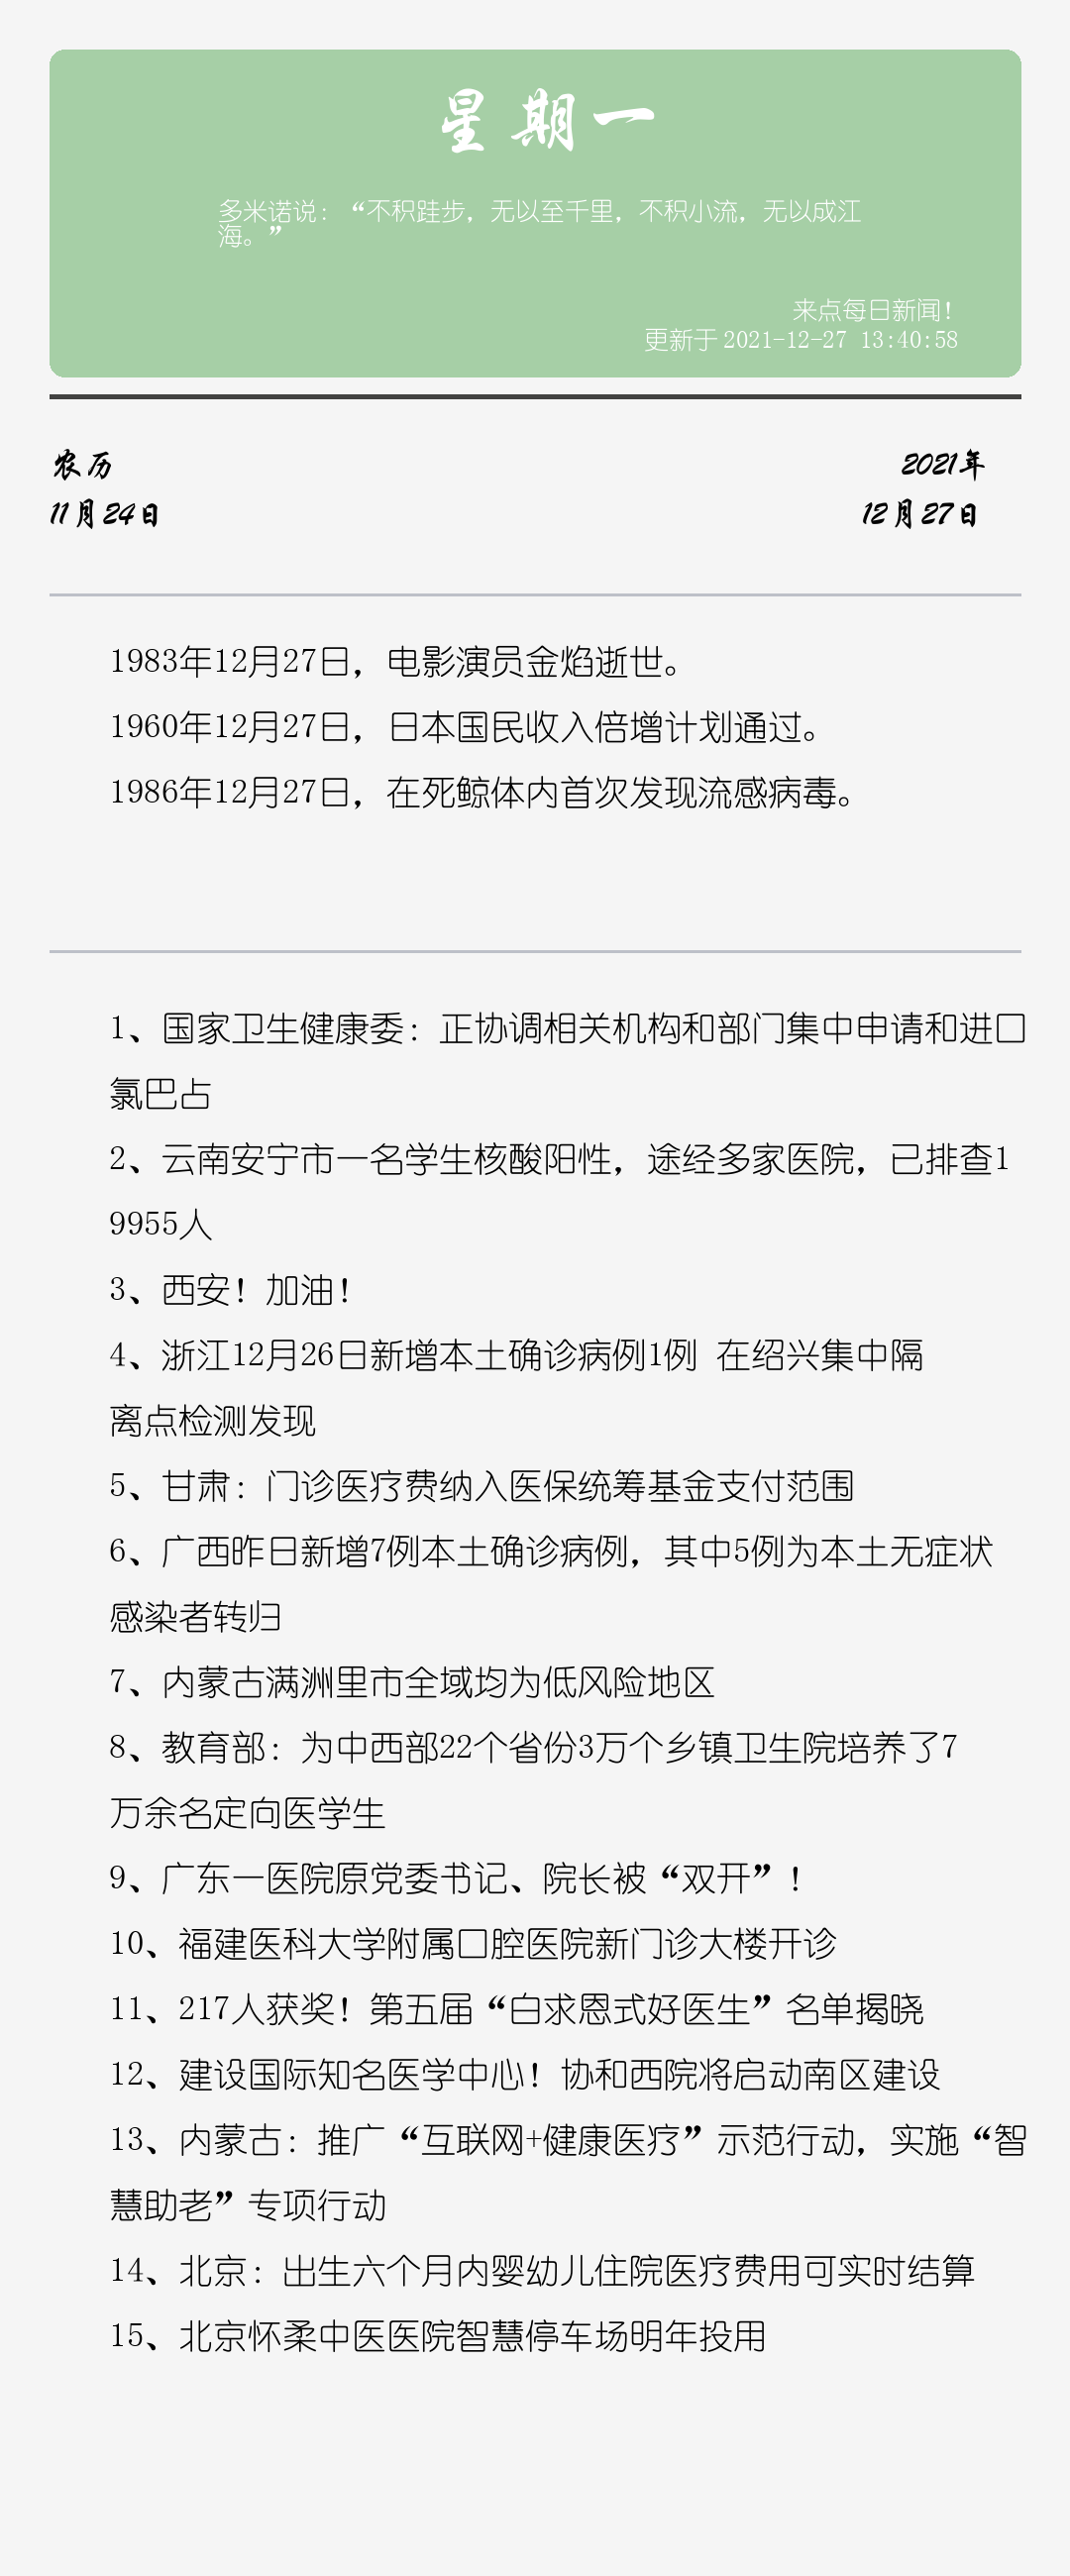 星期一
多米诺说：“不积跬步，无以至千里，不积小流，无以成江
海。”
来点每日新闻！
更新于2021-12-27 13:40:58
农历
2021年
11月24日
12月27日
1983年12月27日，电影演员金焰逝世。
1960年12月27日，日本国民收入倍增计划通过。
1986年12月27日，在死鲸体内首次发现流感病毒。
1、国家卫生健康委：正协调相关机构和部门集中申请和进口
氯巴占
2、云南安宁市一名学生核酸阳性，途经多家医院，已排查1
9955人
3、西安！加油！
4、浙江12月26日新增本土确诊病例1例 在绍兴集中隔
离点检测发现
5、甘肃：门诊医疗费纳入医保统筹基金支付范围
6、广西昨日新增7例本土确诊病例，其中5例为本土无症状
感染者转归
7、内蒙古满洲里市全域均为低风险地区
8、教育部：为中西部22个省份3万个乡镇卫生院培养了7
万余名定向医学生
9、广东一医院原党委书记、院长被“双开”！
10、福建医科大学附属口腔医院新门诊大楼开诊
11、217人获奖！第五届“白求恩式好医生”名单揭晓
12、建设国际知名医学中心！协和西院将启动南区建设
13、内蒙古：推广“互联网+健康医疗”示范行动，实施“智
慧助老”专项行动
14、北京：出生六个月内婴幼儿住院医疗费用可实时结算
15、北京怀柔中医医院智慧停车场明年投用